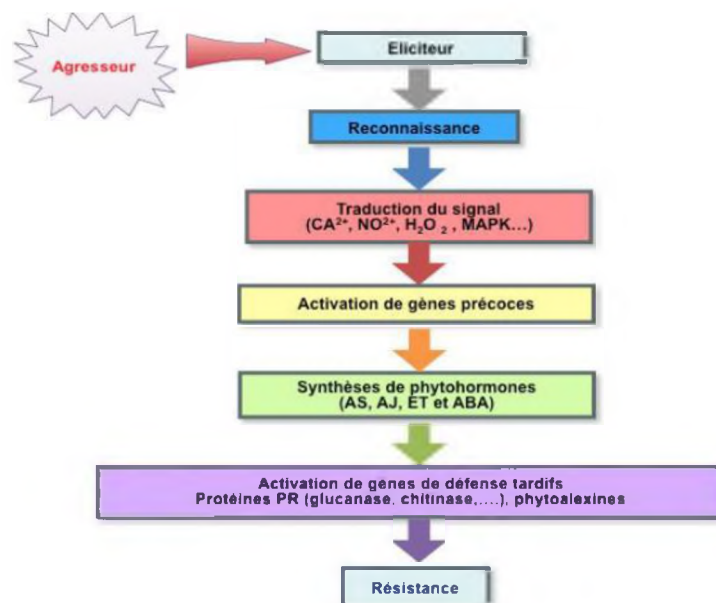 Agresseur
Eliciteur
Reconnaissance
Traduction du signal
(CA²⁺, NO²⁺, H₂O ₂ , MAPK...)
Activation de gènes précoces
Synthèses de phytohormones
(AS, AJ, ET et ABA)
Activation de gènes de défense tardifs
Protéines PR (glucanase, chitinase,....), phytoalexines
Résistance